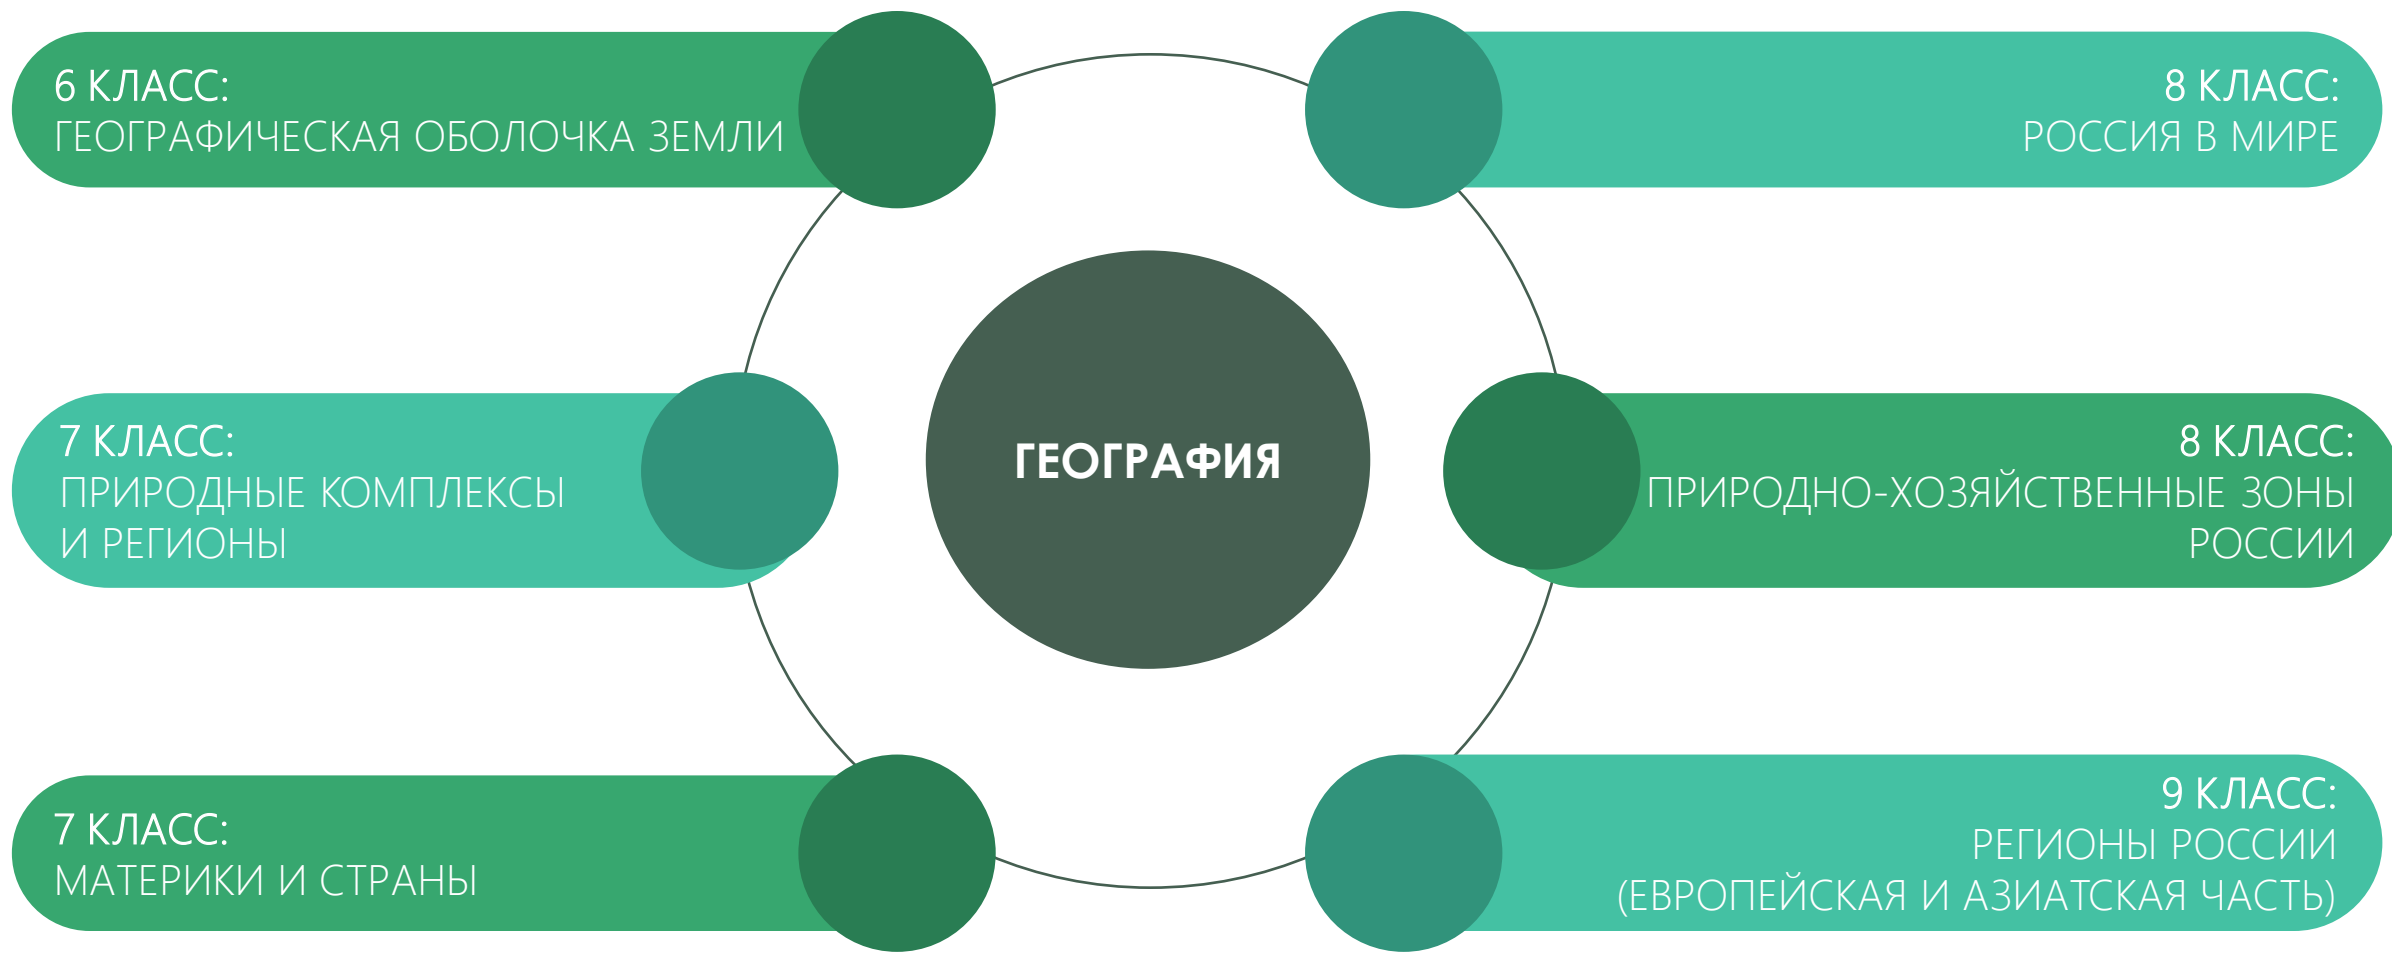 6 КЛАСС:
ГЕОГРАФИЧЕСКАЯ ОБОЛОЧКА ЗЕМЛИ
7 КЛАСС:
ПРИРОДНЫЕ КОМПЛЕКСЫ
И РЕГИОНЫ
7 КЛАСС:
МАТЕРИКИ И СТРАНЫ
ГЕОГРАФИЯ
8 КЛАСС:
РОССИЯ В МИРЕ
8 КЛАСС:
ПРИРОДНО-ХОЗЯЙСТВЕННЫЕ ЗОНЫ
РОССИИ
9 КЛАСС:
РЕГИОНЫ РОССИИ
(ЕВРОПЕЙСКАЯ И АЗИАТСКАЯ ЧАСТЬ)